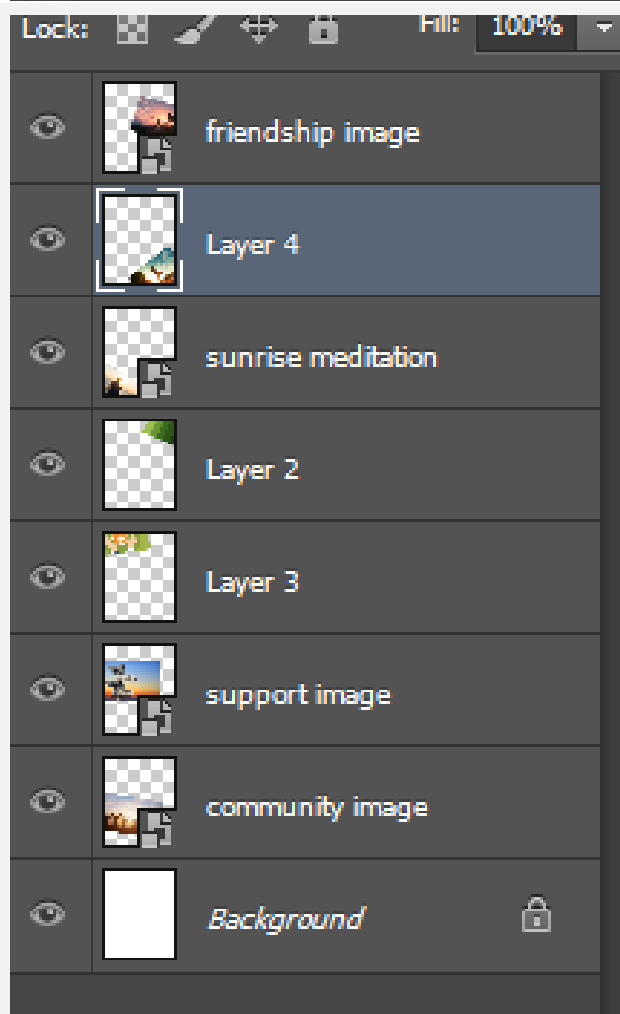 Lock: Fill: 100%
friendship image
Layer 4
sunrise meditation
Layer 2
Layer 3
support image
community image
Background